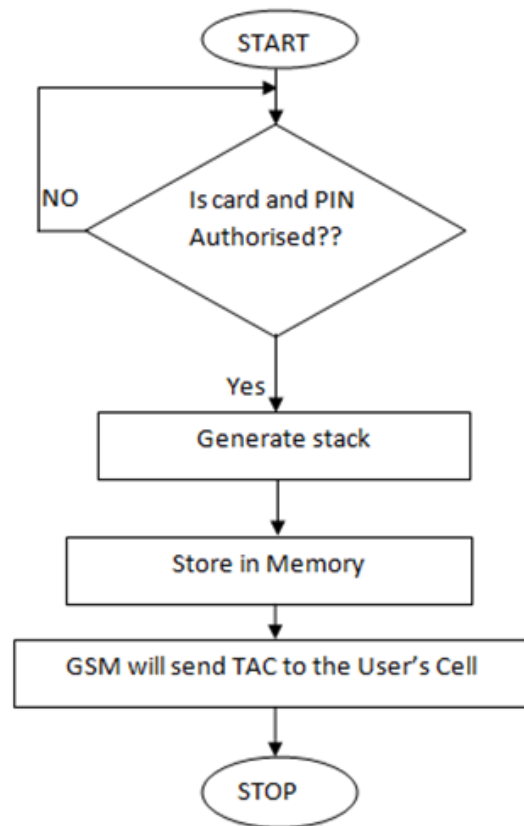 START
NO
Is card and PIN
Authorised??
Yes
Generate stack
Store in Memory
GSM will send TAC to the User’s Cell
STOP